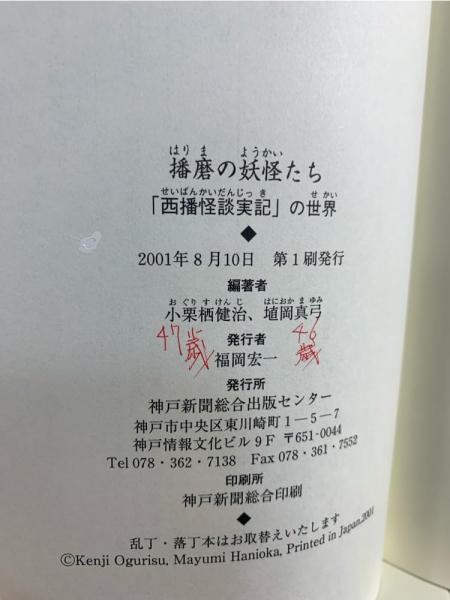 はりま ようかい
播磨の妖怪たち
せいばんかいだんじっき せかい
「西播怪談実記」の世界
◆
2001年8月10日 第1刷発行
編著者
おぐりすけんじ はにおかまゆみ
小栗栖健治、埴岡真弓
47歳 46歳
発行者
福岡宏一
発行所
神戸新聞総合出版センター
神戸市中央区東川崎町1-5-7
神戸情報文化ビル9F 〒651-0044
Tel 078・362・7138 Fax 078・361・7552
印刷所
神戸新聞総合印刷
◆
乱丁・落丁本はお取替えいたします
©Kenji Ogurisu, Mayumi Hanioka, Printed in Japan.2001